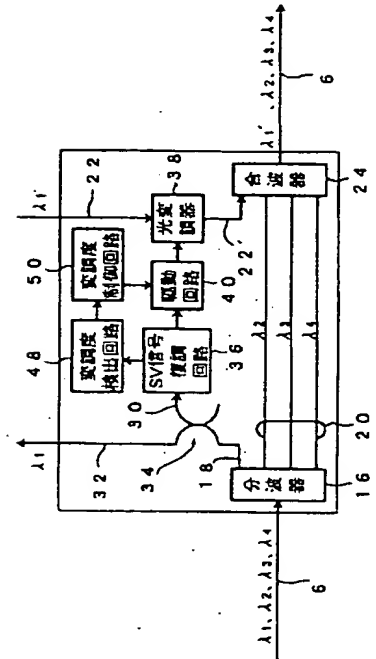 λ1、λ2、λ3、λ4
6
分波器
16
18
20
λ2
λ3
λ4
32
λ1
34
30
SV信号
復調
回路
36
変調度
検出回路
48
変調度
制御回路
50
駆動
回路
40
光変調器
38
λ1'
22
22'
合波器
24
λ1'、λ2、λ3、λ4
6